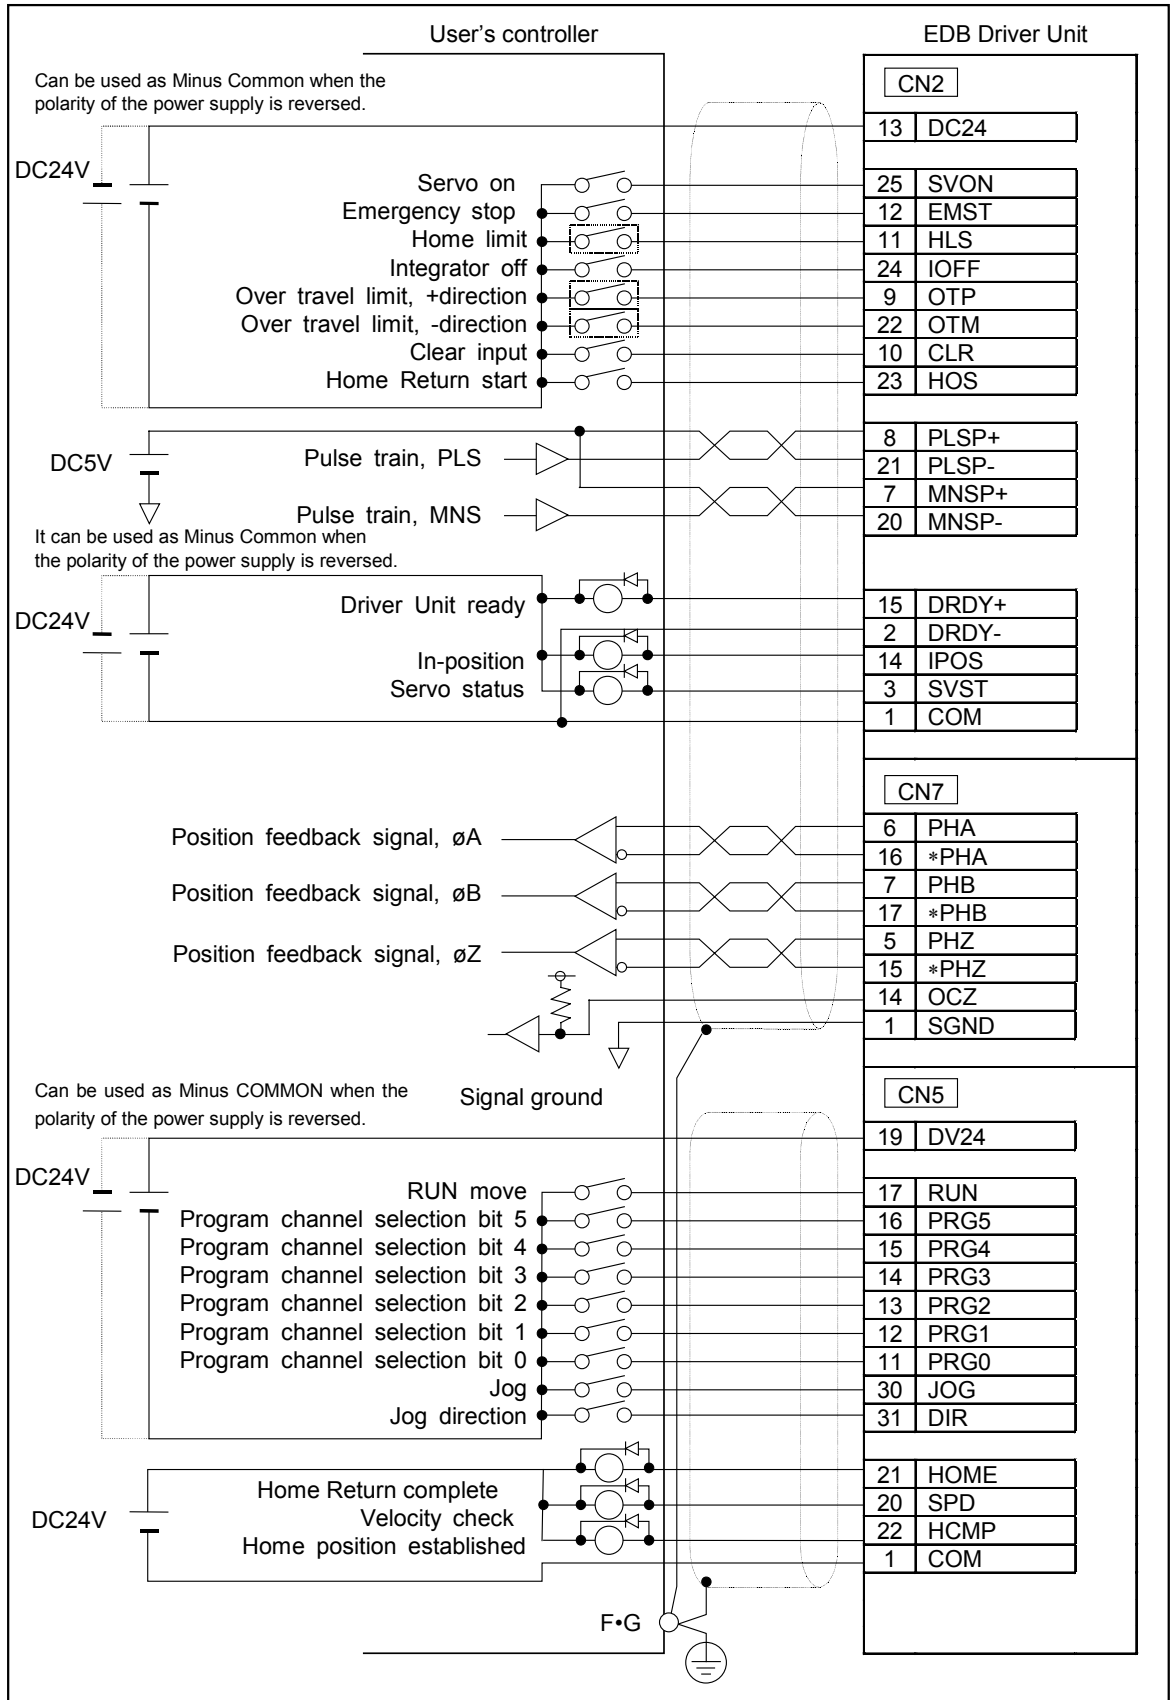 User's controller
EDB Driver Unit
Can be used as Minus Common when the
polarity of the power supply is reversed.
CN2
13 DC24
DC24V
Servo on 25 SVON
Emergency stop 12 EMST
Home limit 11 HLS
Integrator off 24 IOFF
Over travel limit, +direction 9 OTP
Over travel limit, -direction 22 OTM
Clear input 10 CLR
Home Return start 23 HOS
8 PLSP+
DC5V
Pulse train, PLS 21 PLSP-
7 MNSP+
Pulse train, MNS 20 MNSP-
It can be used as Minus Common when
the polarity of the power supply is reversed.
DC24V
Driver Unit ready 15 DRDY+
2 DRDY-
In-position 14 IPOS
Servo status 3 SVST
1 COM
CN7
Position feedback signal, øA 6 PHA
16 *PHA
Position feedback signal, øB 7 PHB
17 *PHB
Position feedback signal, øZ 5 PHZ
15 *PHZ
14 OCZ
1 SGND
Signal ground
Can be used as Minus COMMON when the
polarity of the power supply is reversed.
CN5
19 DV24
DC24V
RUN move 17 RUN
Program channel selection bit 5 16 PRG5
Program channel selection bit 4 15 PRG4
Program channel selection bit 3 14 PRG3
Program channel selection bit 2 13 PRG2
Program channel selection bit 1 12 PRG1
Program channel selection bit 0 11 PRG0
Jog 30 JOG
Jog direction 31 DIR
DC24V
Home Return complete 21 HOME
Velocity check 20 SPD
Home position established 22 HCMP
1 COM
F•G